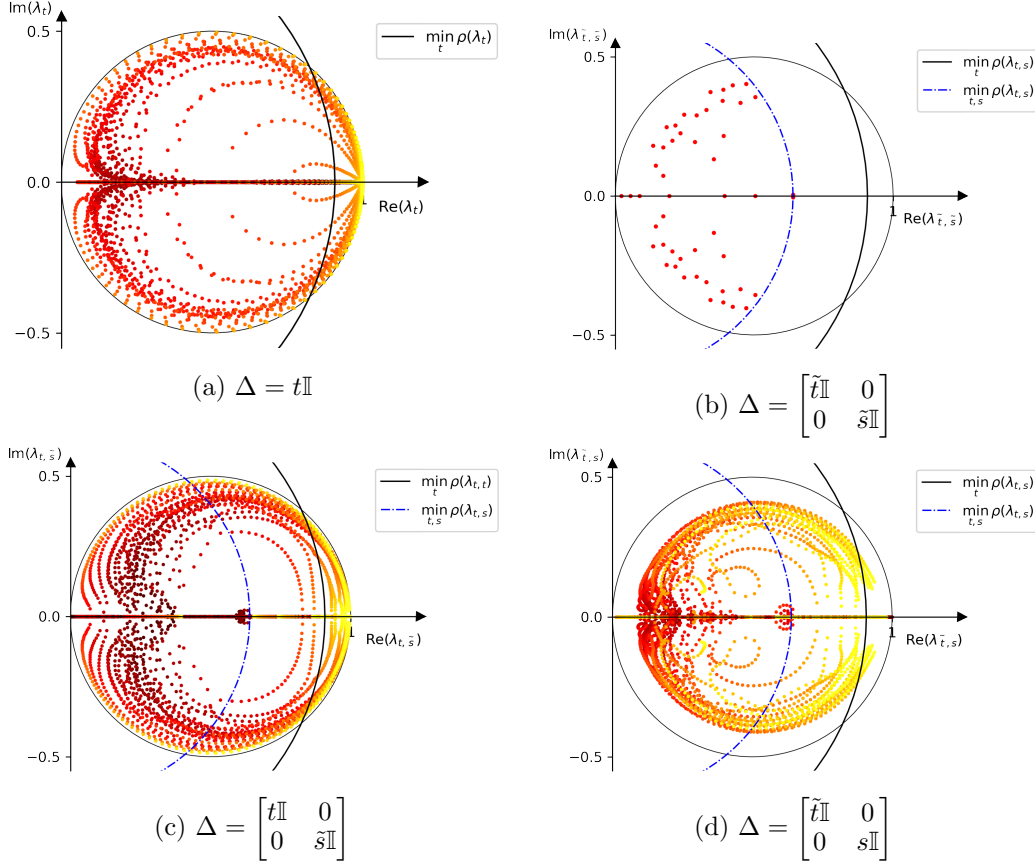 Im(λ_t)
0.5
0.0
−0.5
Re(λ_t)
1
min_t ρ(λ_t)
(a) Δ = t𝕀
Im(λ_{t̃, s̃})
0.5
0.0
−0.5
Re(λ_{t̃, s̃})
1
min_t ρ(λ_{t,s})
min_{t,s} ρ(λ_{t,s})
(b) Δ = [t̃𝕀 0
0 s̃𝕀]
Im(λ_{t, s̃})
0.5
0.0
−0.5
Re(λ_{t, s̃})
1
min_t ρ(λ_{t,t})
min_{t,s} ρ(λ_{t,s})
(c) Δ = [t𝕀 0
0 s̃𝕀]
Im(λ_{t̃, s})
0.5
0.0
−0.5
Re(λ_{t̃, s})
1
min_t ρ(λ_{t,s})
min_{t,s} ρ(λ_{t,s})
(d) Δ = [t̃𝕀 0
0 s𝕀]